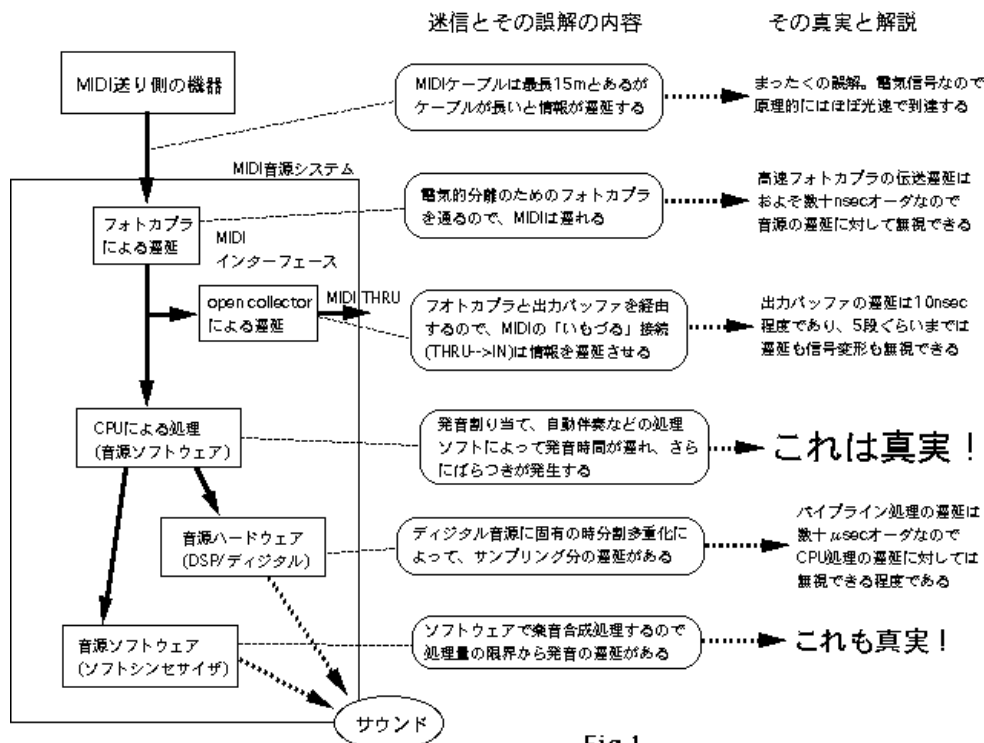 迷信とその誤解の内容
その真実と解説
MIDI送り側の機器
MIDIケーブルは最長15mとあるが
ケーブルが長いと情報が遅延する
まったくの誤解。電気信号なので
原理的にはほぼ光速で到達する
MIDI音源システム
フォトカプラ
による遅延
電気的分離のためのフォトカプラ
を通るので、MIDIは遅れる
高速フォトカプラの伝送遅延は
およそ数十nsecオーダなので
音源の遅延に対して無視できる
MIDI
インターフェース
open collector
による遅延
MIDI THRU
フォトカプラと出力バッファを経由
するので、MIDIの「いもづる」接続
(THRU-->IN)は情報を遅延させる
出力バッファの遅延は10nsec
程度であり、5段ぐらいまでは
遅延も信号変形も無視できる
CPUによる処理
(音源ソフトウェア)
発音割り当て、自動伴奏などの処理
ソフトによって発音時間が遅れ、さら
にばらつきが発生する
これは真実！
音源ハードウェア
(DSP/ディジタル)
ディジタル音源に固有の時分割多重化
によって、サンプリング分の遅延がある
パイプライン処理の遅延は
数十μsecオーダなので
CPU処理の遅延に対しては
無視できる程度である
音源ソフトウェア
(ソフトシンセサイザ)
ソフトウェアで楽音合成処理するので
処理量の限界から発音の遅延がある
これも真実！
サウンド
Fig.1